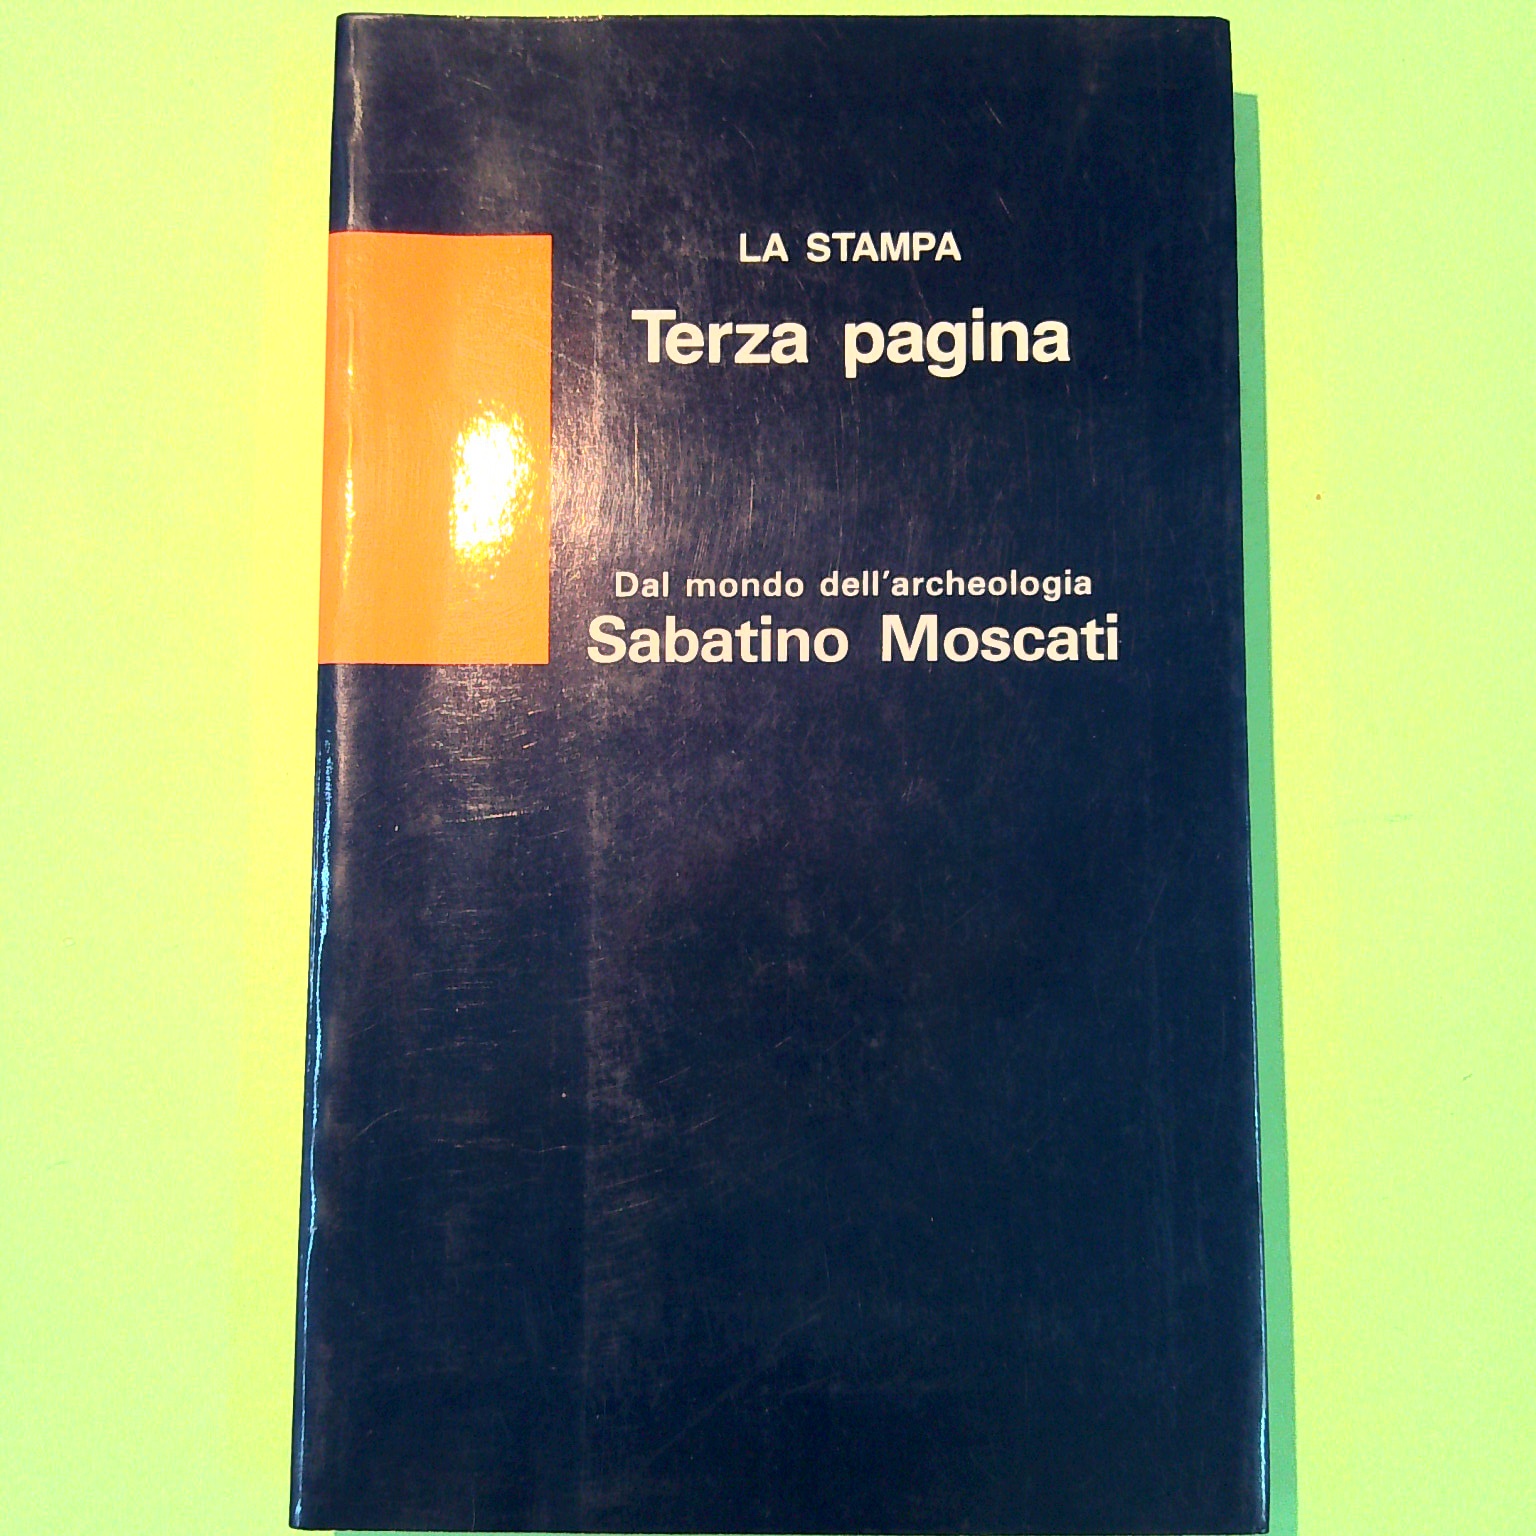 LA STAMPA
Terza pagina
Dal mondo dell'archeologia
Sabatino Moscati